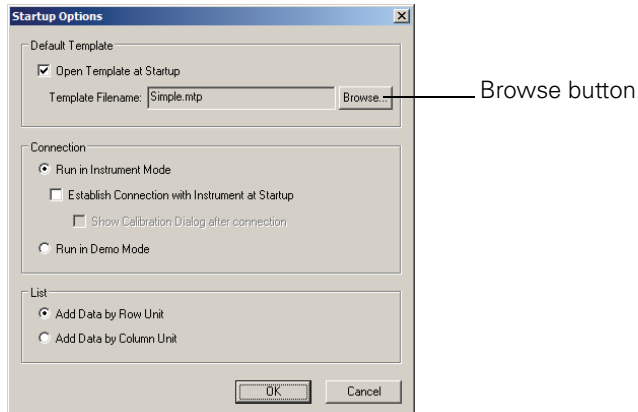 Startup Options
Default Template
Open Template at Startup
Template Filename: Simple.mtp Browse...
Browse button
Connection
Run in Instrument Mode
Establish Connection with Instrument at Startup
Show Calibration Dialog after connection
Run in Demo Mode
List
Add Data by Row Unit
Add Data by Column Unit
OK Cancel